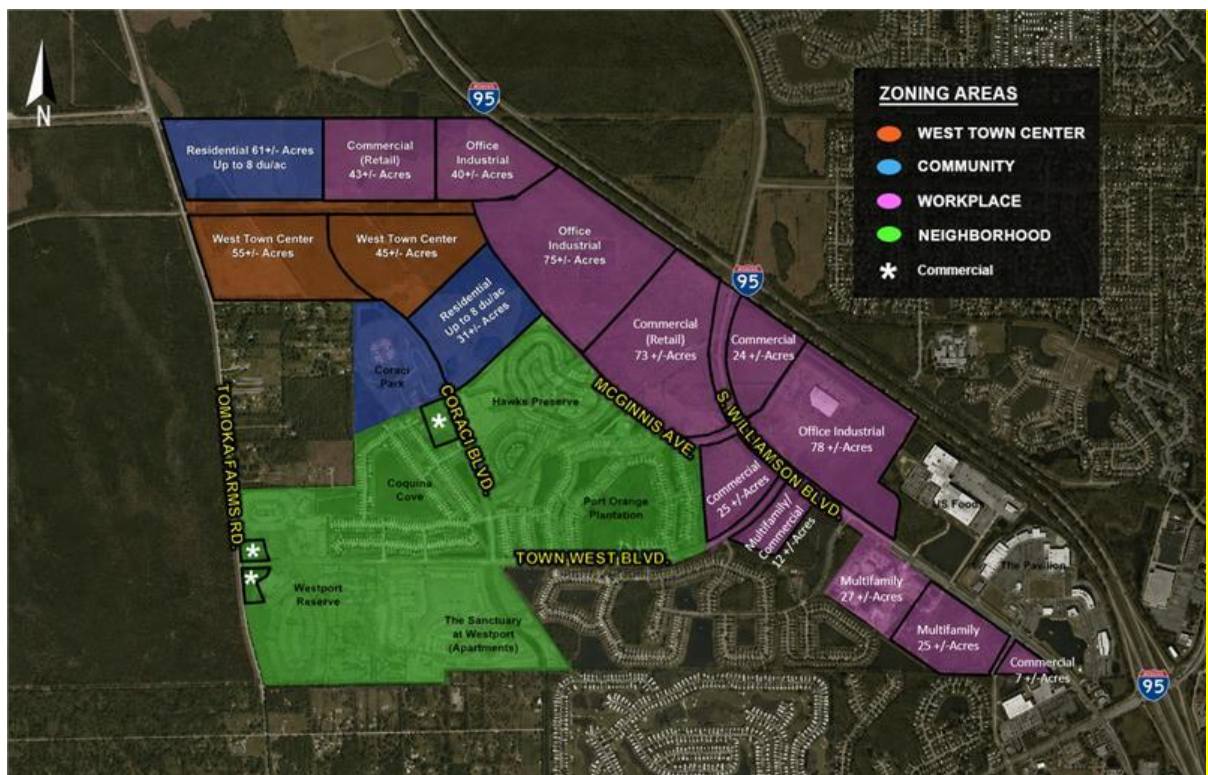 N
INTERSTATE
95
ZONING AREAS
WEST TOWN CENTER
COMMUNITY
WORKPLACE
NEIGHBORHOOD
* Commercial
Residential 61+/- Acres
Up to 8 du/ac
Commercial
(Retail)
43+/- Acres
Office
Industrial
40+/- Acres
West Town Center
55+/- Acres
West Town Center
45+/- Acres
Office
Industrial
75+/- Acres
INTERSTATE
95
Residential
Up to 8 du/ac
31+/- Acres
Commercial
(Retail)
73 +/-Acres
Commercial
24 +/-Acres
Coraci
Park
TOMOKA FARMS RD.
CORACI BLVD.
*
Hawks Preserve
MCGINNIS AVE.
S. WILLIAMSON BLVD.
Office Industrial
78 +/-Acres
Coquina
Cove
Port Orange
Plantation
Commercial
25 +/-Acres
Multifamily/
Commercial
12 +/-Acres
US Foods
*
*
TOWN WEST BLVD.
The Pavilion
Westport
Reserve
Multifamily
27 +/-Acres
The Sanctuary
at Westport
(Apartments)
Multifamily
25 +/-Acres
Commercial
7 +/-Acres
INTERSTATE
95